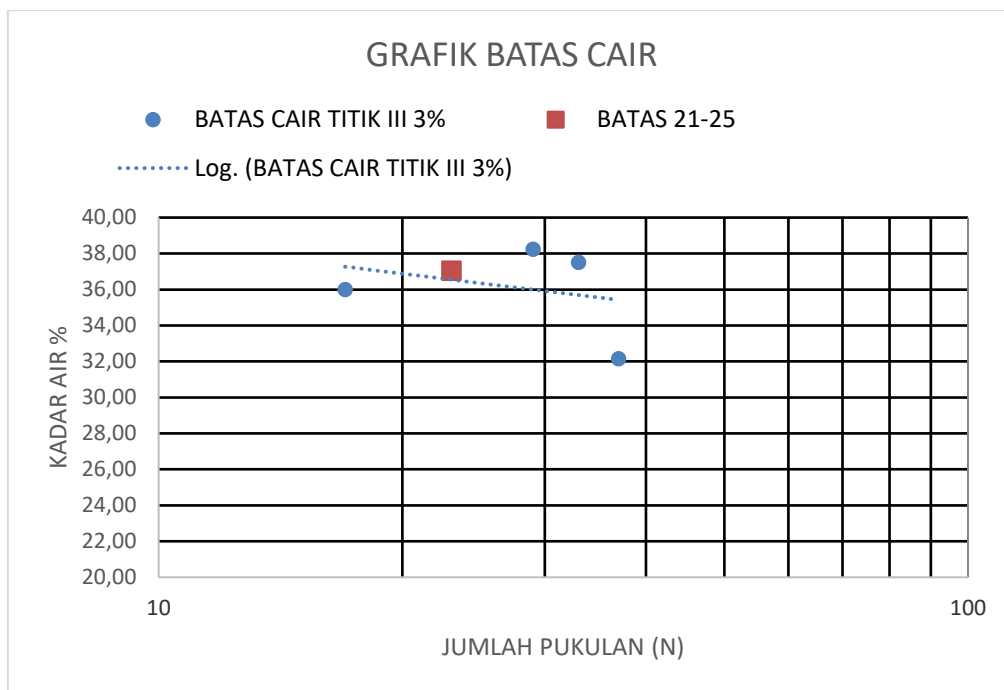 GRAFIK BATAS CAIR
BATAS CAIR TITIK III 3%
BATAS 21-25
Log. (BATAS CAIR TITIK III 3%)
40,00
38,00
36,00
34,00
32,00
30,00
28,00
26,00
24,00
22,00
20,00
KADAR AIR %
10
100
JUMLAH PUKULAN (N)